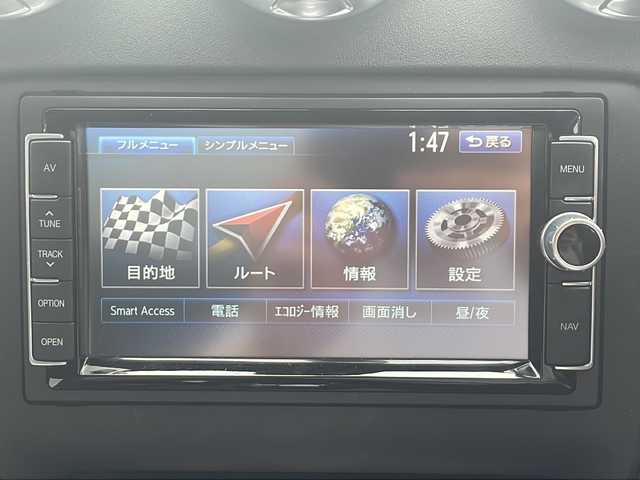 フルメニュー シンプルメニュー 1:47 戻る
目的地 ルート 情報 設定
Smart Access 電話 エコロジー情報 画面消し 昼/夜
AV
TUNE
TRACK
OPTION
OPEN
MENU
NAV